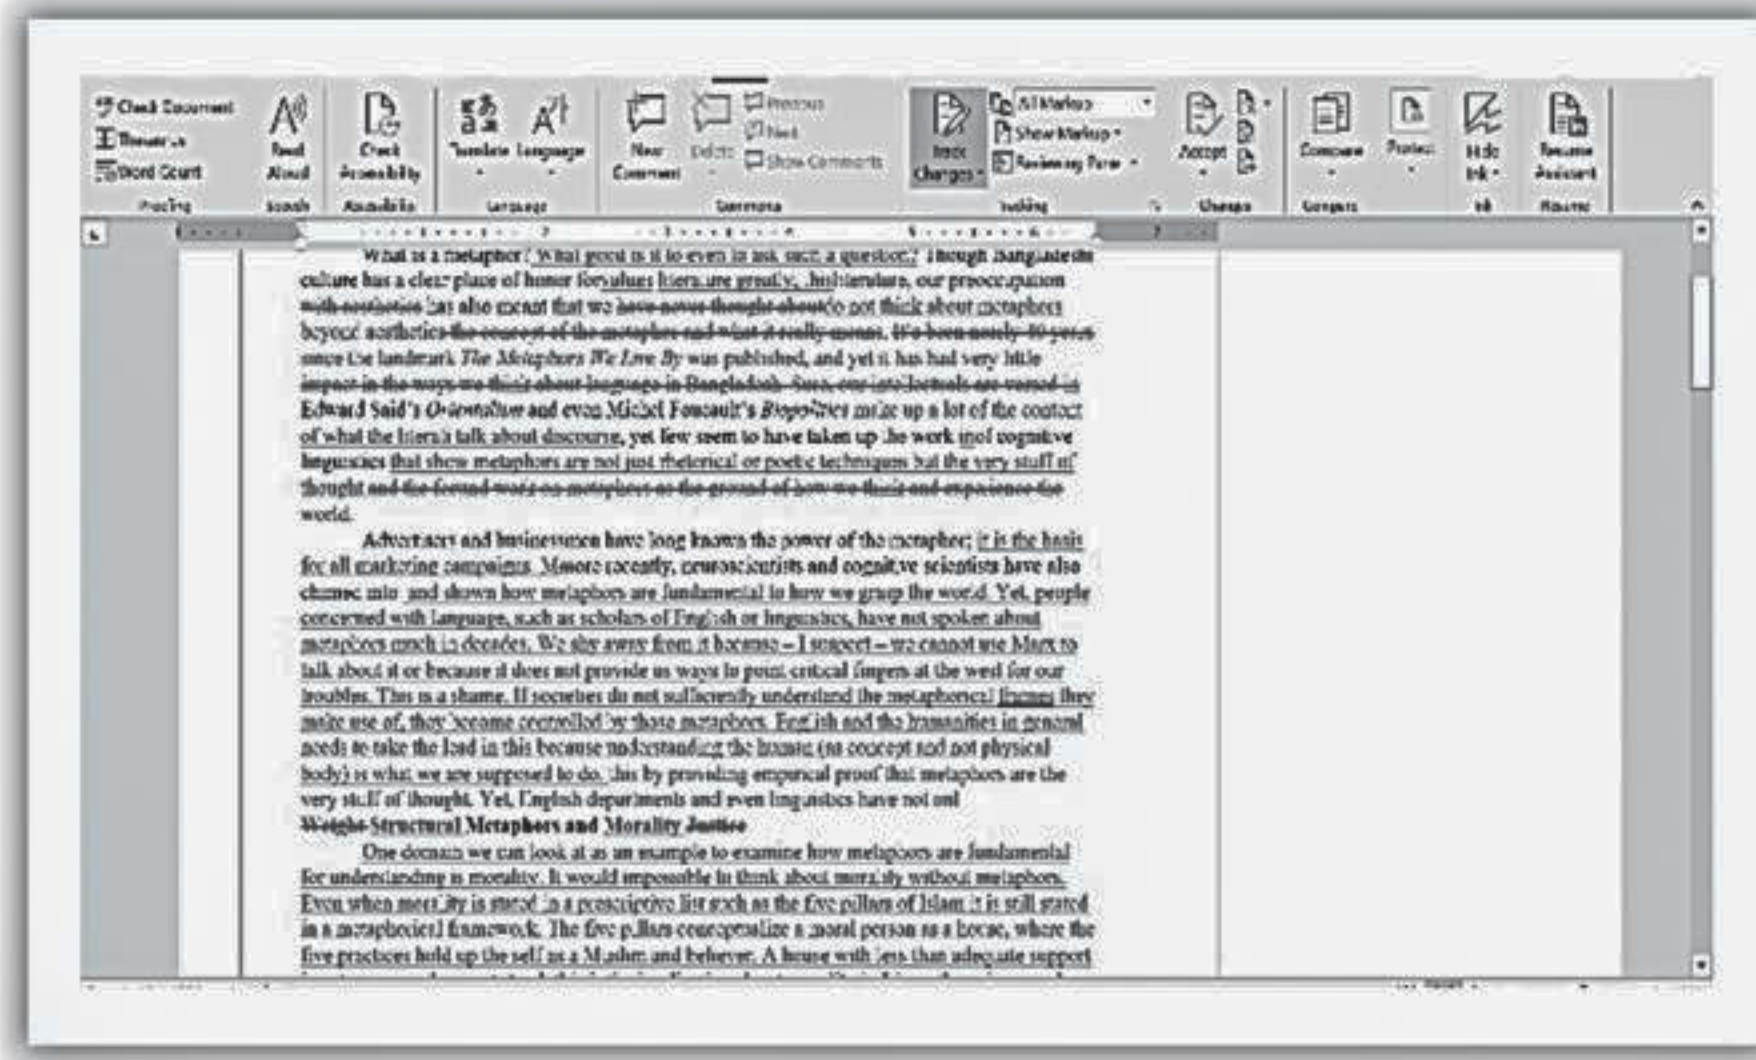 Check Document
Thesaurus
Word Count
Proofing
Read
Aloud
Speech
Check
Accessibility
Accessibility
Translate Language
Language
New
Comment
Delete
Previous
Next
Show Comments
Comments
Track
Changes
All Markup
Show Markup
Reviewing Pane
Tracking
Accept
Changes
Compare
Compare
Protect
Hide
Ink
Ink
Resume
Assistant
Resume
What is a metaphor? What good is it to even to ask such a question? Though Bangladeshi
culture has a clear place of honor for values literature greatly, literature, our preoccupation
with aesthetics has also meant that we have never thought about do not think about metaphors
beyond aesthetics the concept of the metaphor and what it really means. It's been nearly 40 years
since the landmark The Metaphors We Live By was published, and yet it has had very little
impact in the ways we think about language in Bangladesh. Sure, our intellectuals are versed in
Edward Said's Orientalism and even Michel Foucault's Biopolitics make up a lot of the content
of what the literati talk about discourse, yet few seem to have taken up the work inof cognitive
linguistics that show metaphors are not just rhetorical or poetic techniques but the very stuff of
thought and the work on metaphors as the ground of how we think and experience the
world.
Advertisers and businessmen have long known the power of the metaphor; it is the basis
for all marketing campaigns. Mmore recently, neuroscientists and cognitive scientists have also
chimed into and shown how metaphors are fundamental to how we grasp the world. Yet, people
concerned with language, such as scholars of English or linguistics, have not spoken about
metaphors much in decades. We shy away from it because – I suspect – we cannot use Marx to
talk about it or because it does not provide us ways to point critical fingers at the west for our
troubles. This is a shame. If societies do not sufficiently understand the metaphorical frames they
make use of, they become controlled by those metaphors. English and the humanities in general
needs to take the lead in this because understanding the human (as concept and not physical
body) is what we are supposed to do. this by providing empirical proof that metaphors are the
very stuff of thought. Yet, English departments and even linguistics have not onl
Weight Structural Metaphors and Morality Justice
One domain we can look at as an example to examine how metaphors are fundamental
for understanding is morality. It would impossible to think about morality without metaphors.
Even when morality is stated in a prescriptive list such as the five pillars of Islam it is still stated
in a metaphorical framework. The five pillars conceptualize a moral person as a house, where the
five practices hold up the self as a Muslim and believer. A house with less than adequate support